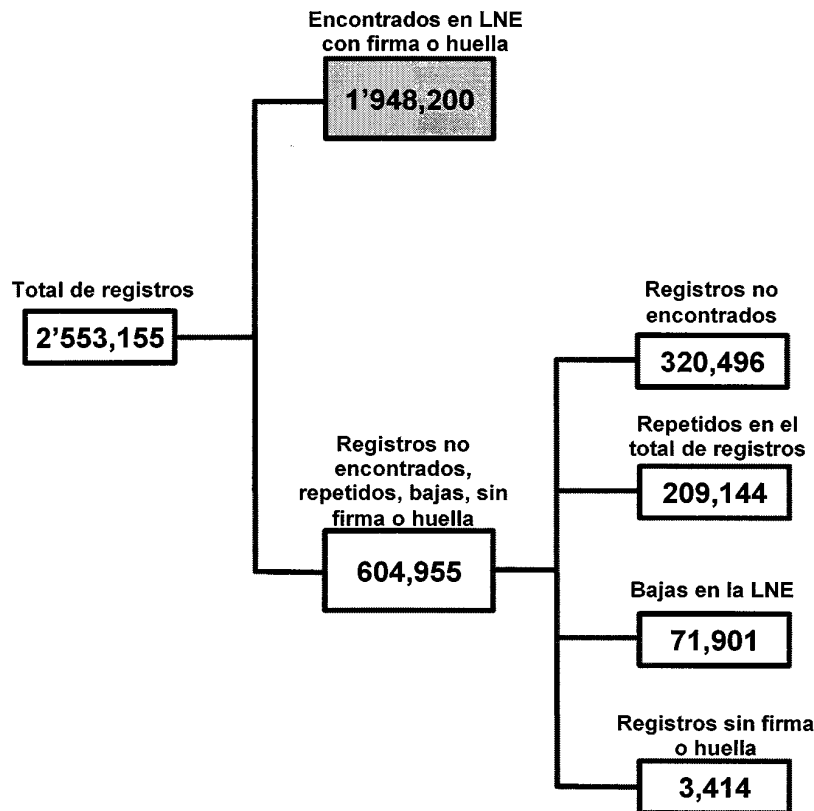 Encontrados en LNE
con firma o huella
1’948,200
Total de registros
2’553,155
Registros no
encontrados,
repetidos, bajas, sin
firma o huella
604,955
Registros no
encontrados
320,496
Repetidos en el
total de registros
209,144
Bajas en la LNE
71,901
Registros sin firma
o huella
3,414